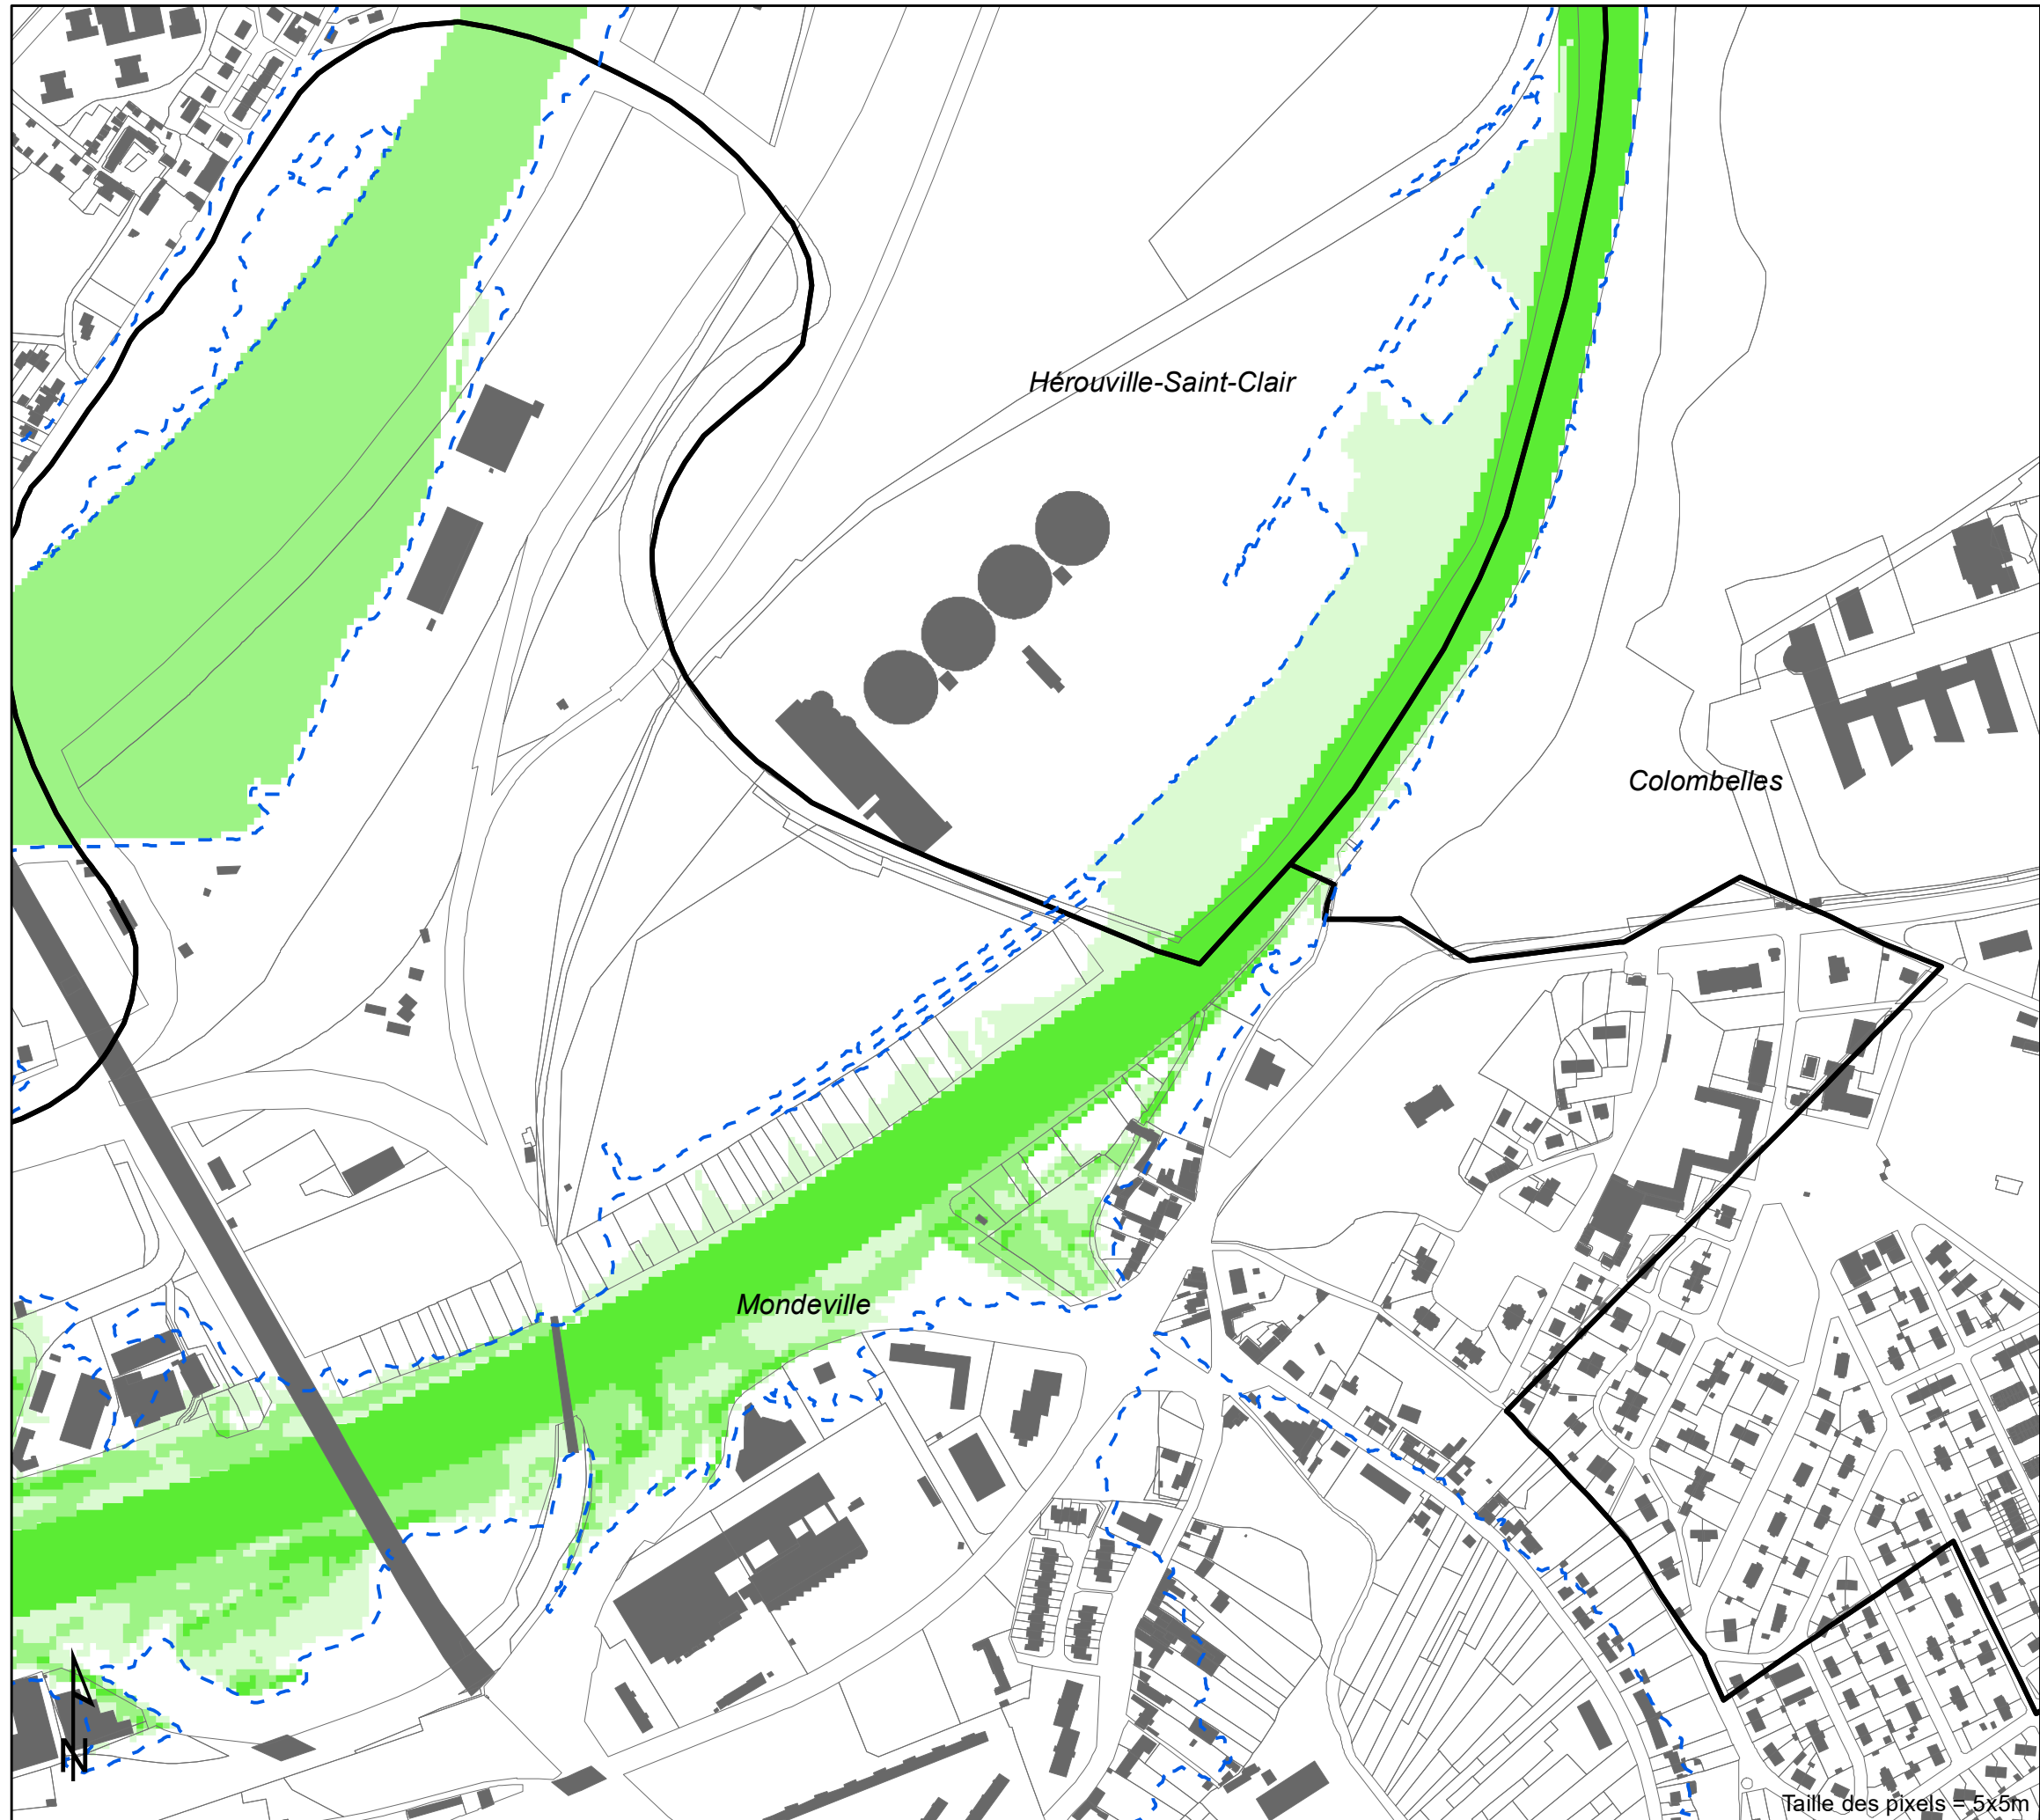 Hérouville-Saint-Clair
Colombelles
Mondeville
N
Taille des pixels = 5x5m